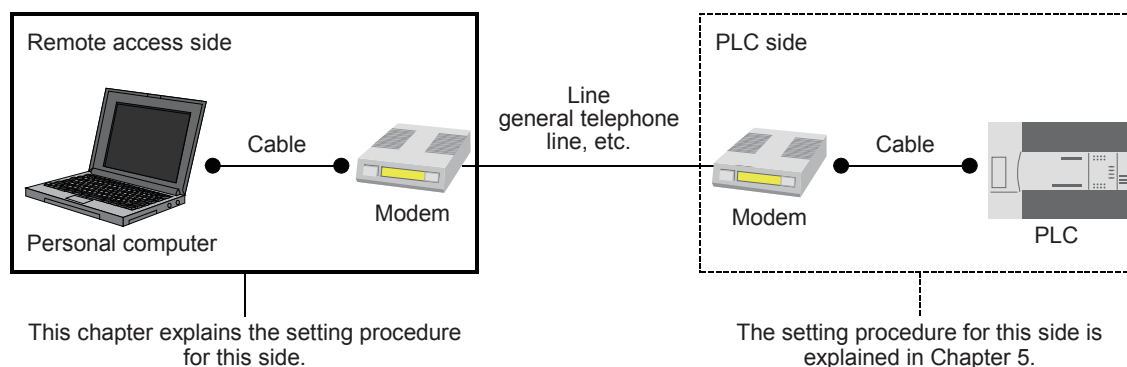 Remote access side
Personal computer
Cable
Modem
Line
general telephone
line, etc.
PLC side
Modem
Cable
PLC
This chapter explains the setting procedure
for this side.
The setting procedure for this side is
explained in Chapter 5.